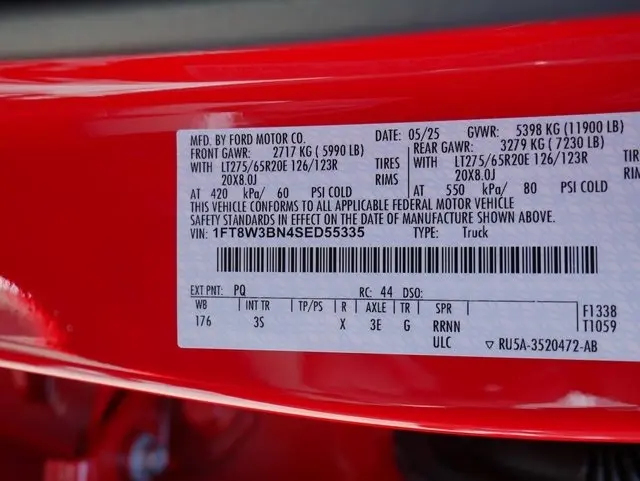 MFD. BY FORD MOTOR CO. DATE: 05/25 GVWR: 5398 KG (11900 LB)
FRONT GAWR: 2717 KG ( 5990 LB) REAR GAWR: 3279 KG ( 7230 LB)
WITH LT275/65R20E 126/123R TIRES WITH LT275/65R20E 126/123R TIRES
20X8.0J RIMS 20X8.0J RIM
AT 420 kPa/ 60 PSI COLD AT 550 kPa/ 80 PSI COLD
THIS VEHICLE CONFORMS TO ALL APPLICABLE FEDERAL MOTOR VEHICLE
SAFETY STANDARDS IN EFFECT ON THE DATE OF MANUFACTURE SHOWN ABOVE.
VIN: 1FT8W3BN4SED55335 TYPE: Truck
EXT PNT: PQ RC: 44 DSO:
WB INT TR TP/PS R AXLE TR SPR F1338
176 3S X 3E G RRNN T1059
ULC ▽ RU5A-3520472-AB